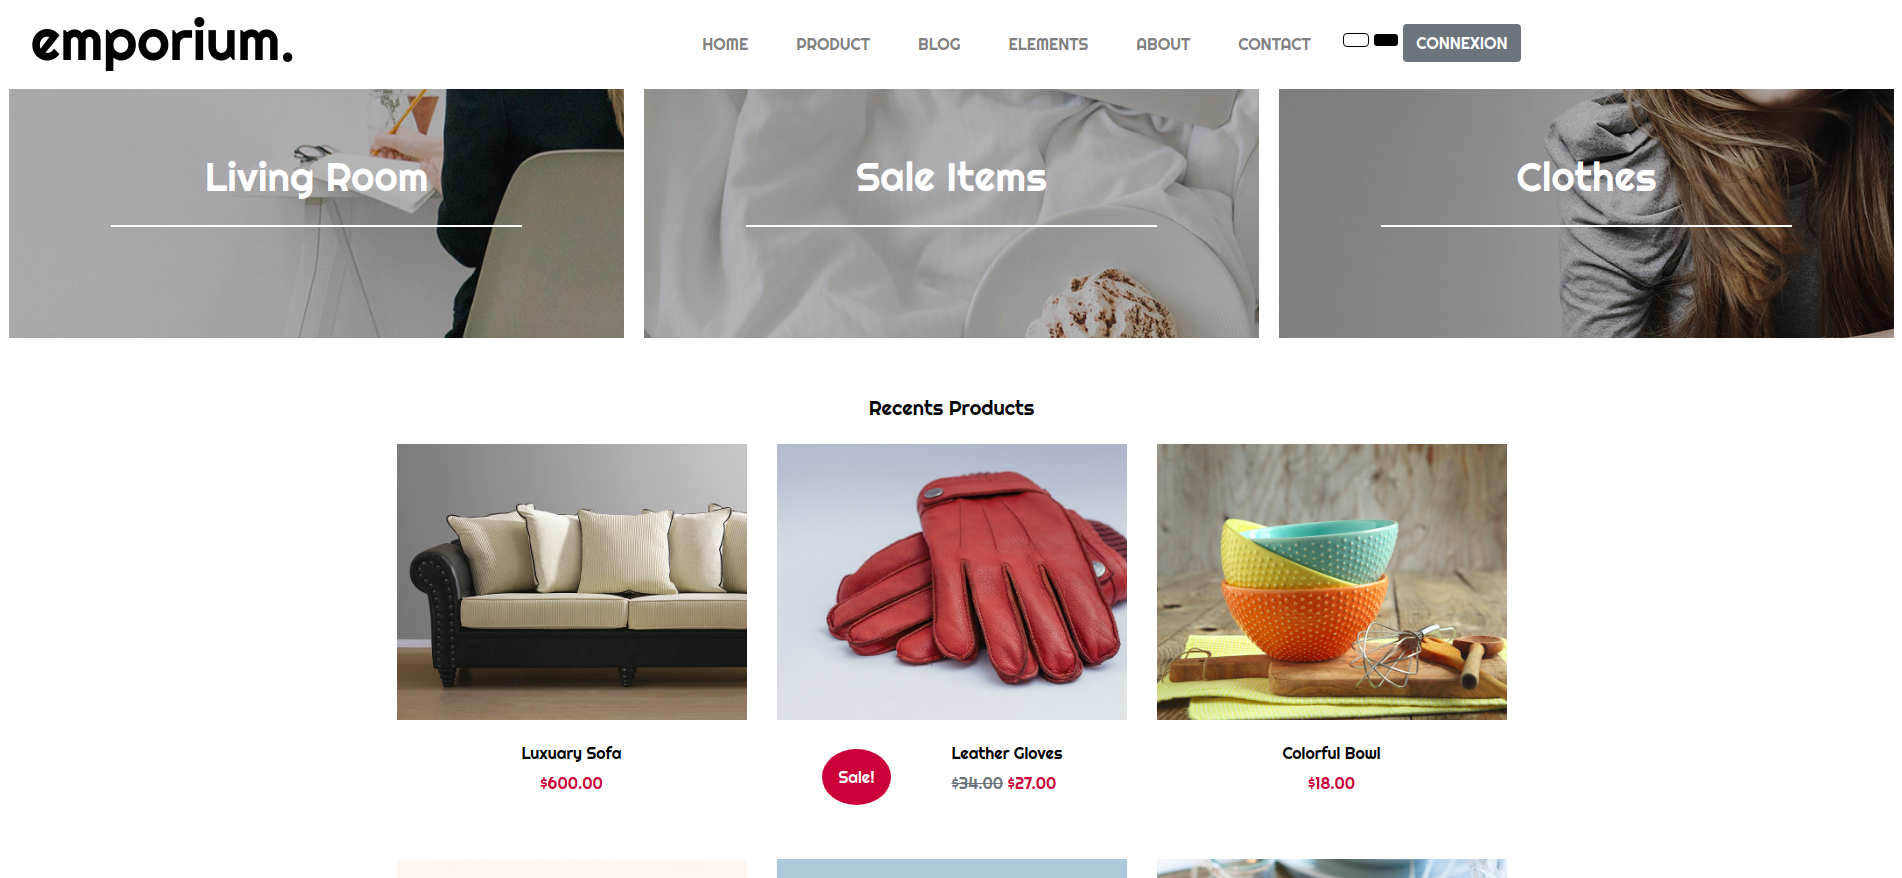 emporium.
HOME PRODUCT BLOG ELEMENTS ABOUT CONTACT CONNEXION
Living Room Sale Items Clothes
Recents Products
Luxuary Sofa
$600.00
Sale!
Leather Gloves
$34.00 $27.00
Colorful Bowl
$18.00